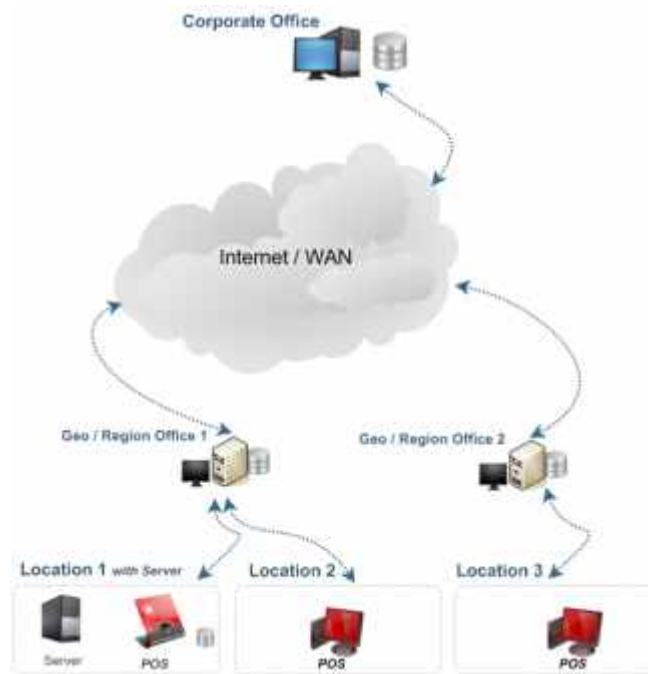 Corporate Office
Internet / WAN
Geo / Region Office 1
Geo / Region Office 2
Location 1 with Server
Location 2
Location 3
Server
POS
POS
POS